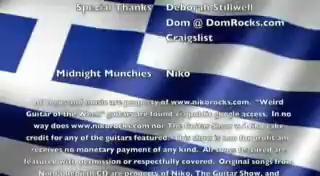 Special Thanks Deborah Stillwell
Dom @ DomRocks.com
Craigslist
Midnight Munchies Niko
All logos and music are property of www.nikorocks.com. "Weird
Guitar of the Week" guitars are found via public google access. In no
way does www.nikorocks.com nor The Guitar Show w/Niko take
credit for any of the guitars featured. This show is non for profit and
receives no monetary payment of any kind. All songs
features with permission or respectfully covered. Original songs from
CD are property of Niko, The Guitar Show, and